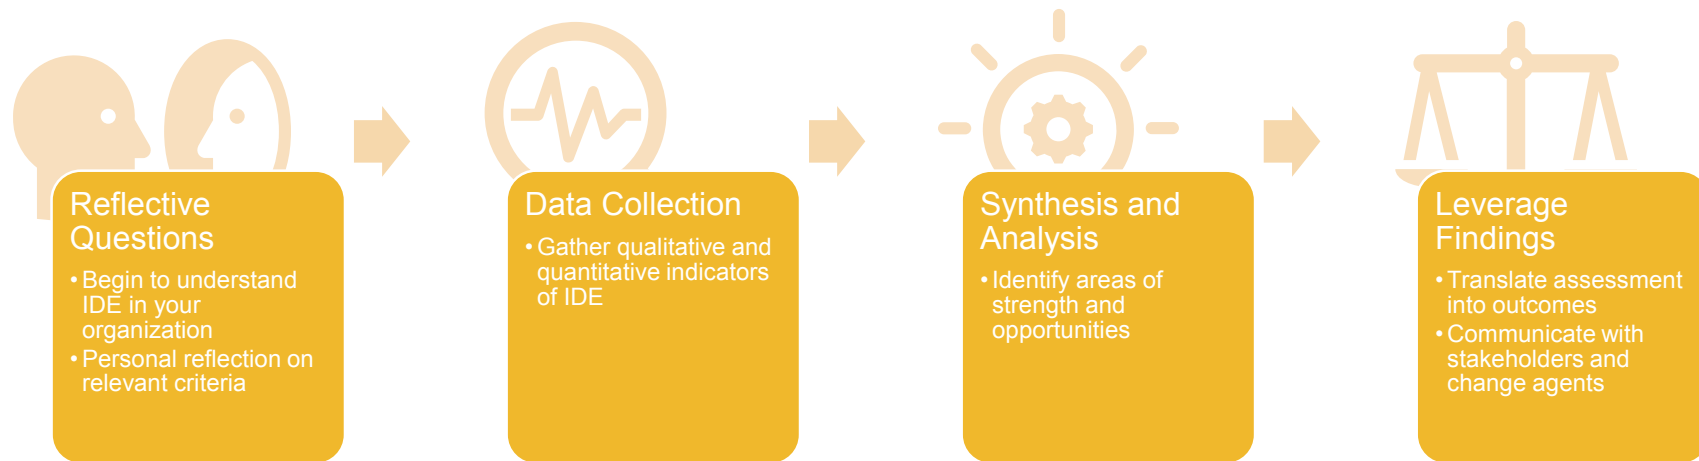 Reflective
Questions
• Begin to understand
IDE in your
organization
• Personal reflection on
relevant criteria
Data Collection
• Gather qualitative and
quantitative indicators
of IDE
Synthesis and
Analysis
• Identify areas of
strength and
opportunities
Leverage
Findings
• Translate assessment
into outcomes
• Communicate with
stakeholders and
change agents